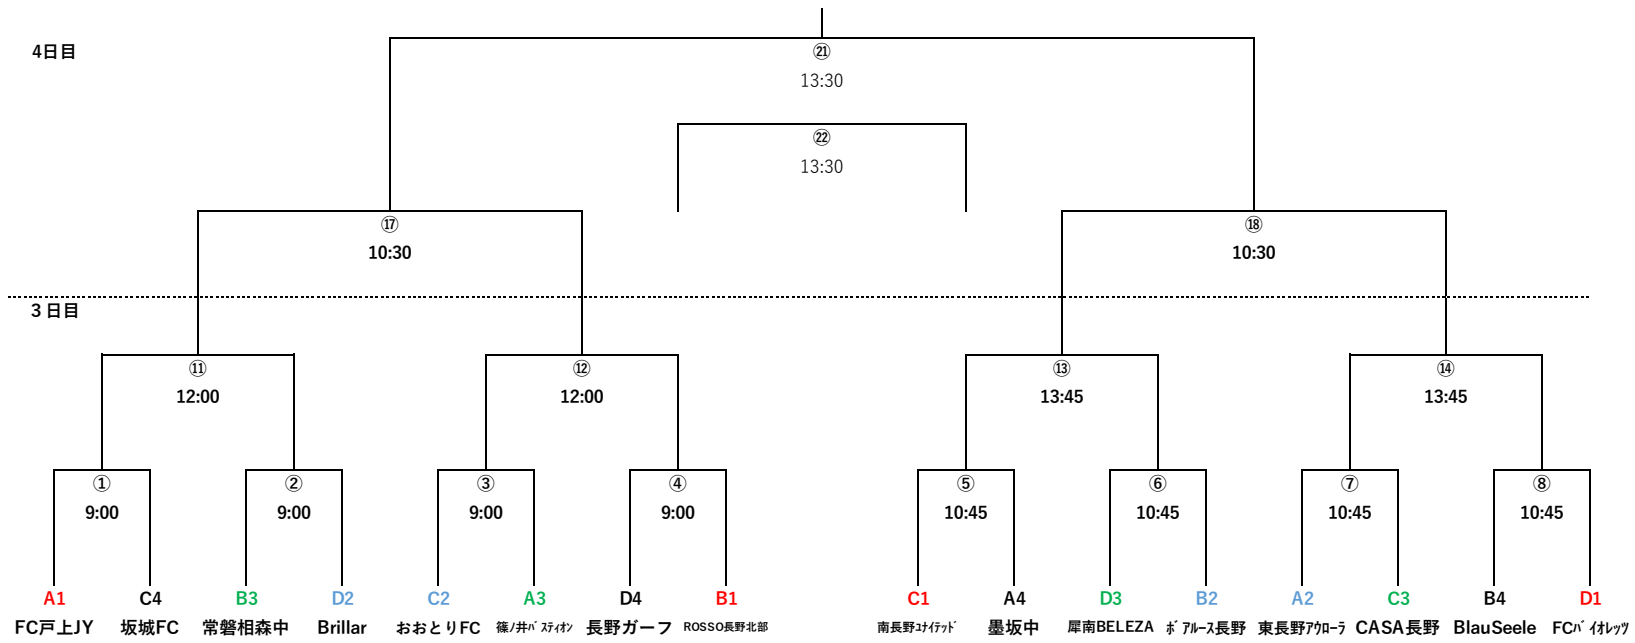 4日目
㉑
13:30
㉒
13:30
⑰ ⑱
10:30 10:30
３日目
⑪ ⑫ ⑬ ⑭
12:00 12:00 13:45 13:45
① ② ③ ④ ⑤ ⑥ ⑦ ⑧
9:00 9:00 9:00 9:00 10:45 10:45 10:45 10:45
A1 C4 B3 D2 C2 A3 D4 B1 C1 A4 D3 B2 A2 C3 B4 D1
FC戸上JY 坂城FC 常磐相森中 Brillar おおとりFC 篠ノ井ﾊﾞｽティオン 長野ガーフ ROSSO長野北部 南長野ﾕﾅｲテッﾄﾞ 墨坂中 犀南BELEZA ﾎﾞｱﾙｰｽ長野 東長野ｱｳﾛｰﾗ CASA長野 BlauSeele FCﾊﾞｲｵﾚｯﾂ